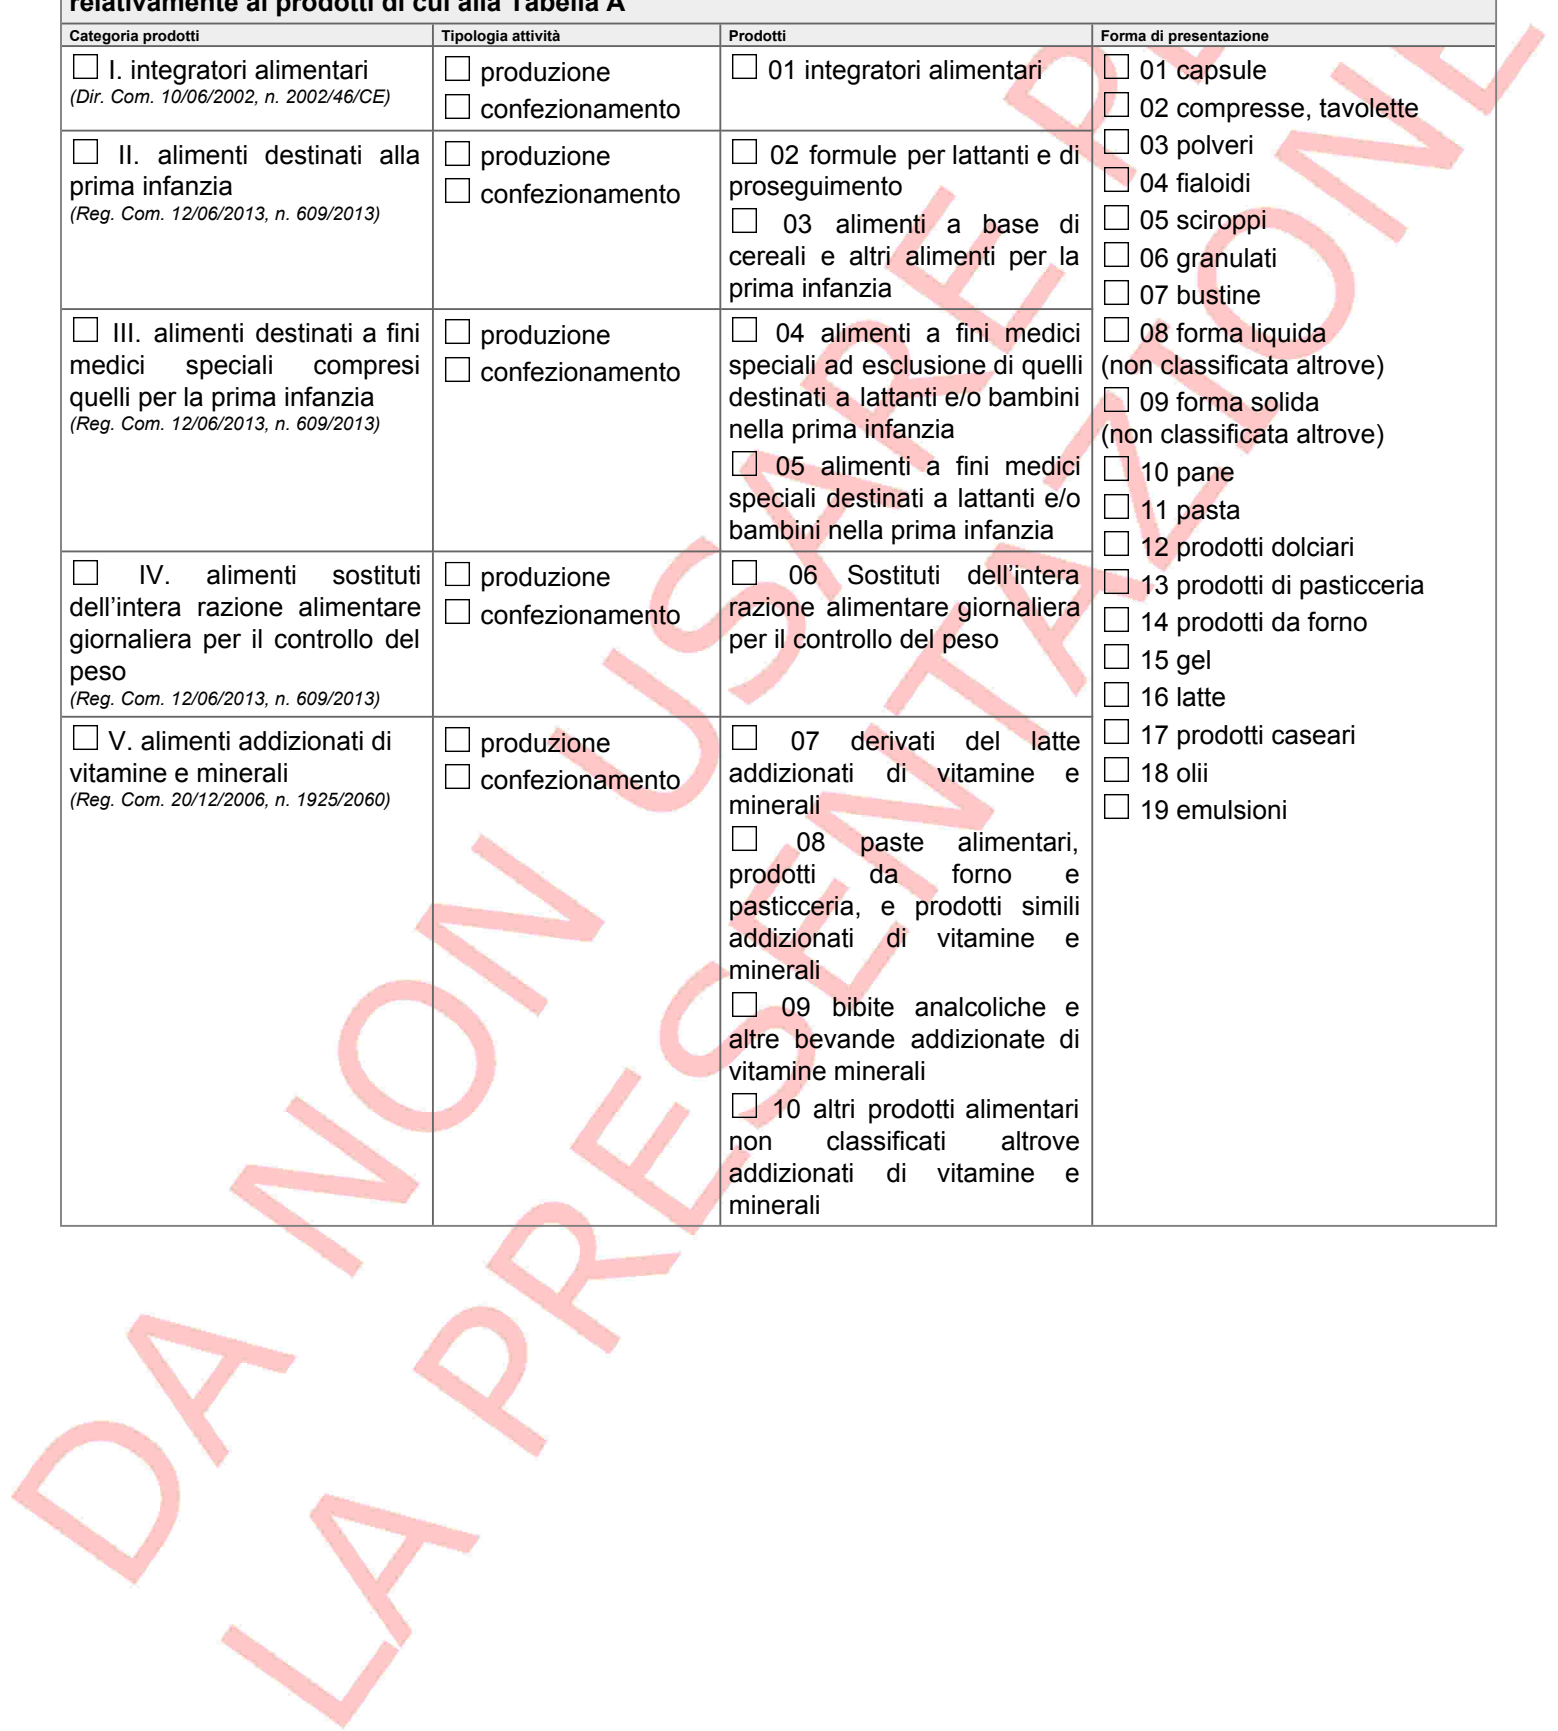 relativamente ai prodotti di cui alla Tabella A
Categoria prodotti
Tipologia attività
Prodotti
Forma di presentazione
I. integratori alimentari
(Dir. Com. 10/06/2002, n. 2002/46/CE)
produzione
confezionamento
01 integratori alimentari
II. alimenti destinati alla
prima infanzia
(Reg. Com. 12/06/2013, n. 609/2013)
produzione
confezionamento
02 formule per lattanti e di
proseguimento
03 alimenti a base di
cereali e altri alimenti per la
prima infanzia
III. alimenti destinati a fini
medici speciali compresi
quelli per la prima infanzia
(Reg. Com. 12/06/2013, n. 609/2013)
produzione
confezionamento
04 alimenti a fini medici
speciali ad esclusione di quelli
destinati a lattanti e/o bambini
nella prima infanzia
05 alimenti a fini medici
speciali destinati a lattanti e/o
bambini nella prima infanzia
IV. alimenti sostituti
dell'intera razione alimentare
giornaliera per il controllo del
peso
(Reg. Com. 12/06/2013, n. 609/2013)
produzione
confezionamento
06 Sostituti dell'intera
razione alimentare giornaliera
per il controllo del peso
V. alimenti addizionati di
vitamine e minerali
(Reg. Com. 20/12/2006, n. 1925/2060)
produzione
confezionamento
07 derivati del latte
addizionati di vitamine e
minerali
08 paste alimentari,
prodotti da forno e
pasticceria, e prodotti simili
addizionati di vitamine e
minerali
09 bibite analcoliche e
altre bevande addizionate di
vitamine minerali
10 altri prodotti alimentari
non classificati altrove
addizionati di vitamine e
minerali
01 capsule
02 compresse, tavolette
03 polveri
04 fialoidi
05 sciroppi
06 granulati
07 bustine
08 forma liquida
(non classificata altrove)
09 forma solida
(non classificata altrove)
10 pane
11 pasta
12 prodotti dolciari
13 prodotti di pasticceria
14 prodotti da forno
15 gel
16 latte
17 prodotti caseari
18 olii
19 emulsioni
DA NON USARE
LA PRESENTAZIONE